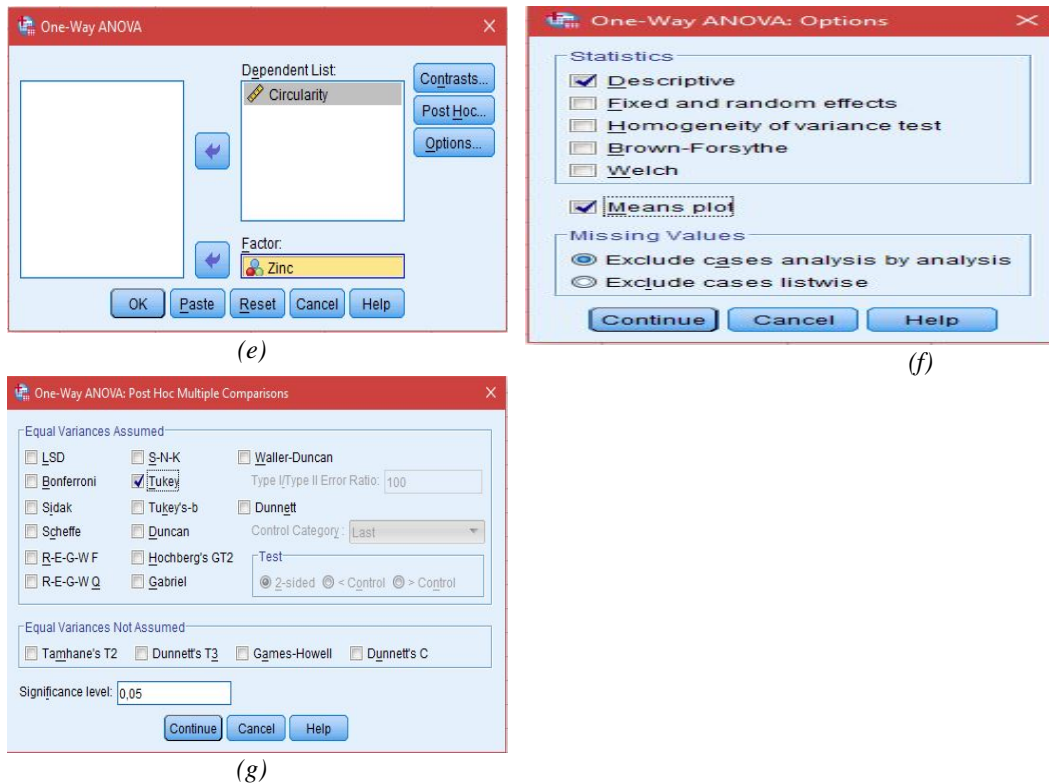 One-Way ANOVA
Dependent List:
Circularity
Contrasts...
Post Hoc...
Options...
Factor:
Zinc
OK Paste Reset Cancel Help
(e)
One-Way ANOVA: Options
Statistics
Descriptive
Fixed and random effects
Homogeneity of variance test
Brown-Forsythe
Welch
Means plot
Missing Values
Exclude cases analysis by analysis
Exclude cases listwise
Continue Cancel Help
(f)
One-Way ANOVA: Post Hoc Multiple Comparisons
Equal Variances Assumed
LSD S-N-K Waller-Duncan
Bonferroni Tukey Type I/Type II Error Ratio: 100
Sidak Tukey's-b Dunnett
Scheffe Duncan Control Category : Last
R-E-G-W F Hochberg's GT2 Test
R-E-G-W Q Gabriel 2-sided < Control > Control
Equal Variances Not Assumed
Tamhane's T2 Dunnett's T3 Games-Howell Dunnett's C
Significance level: 0,05
Continue Cancel Help
(g)